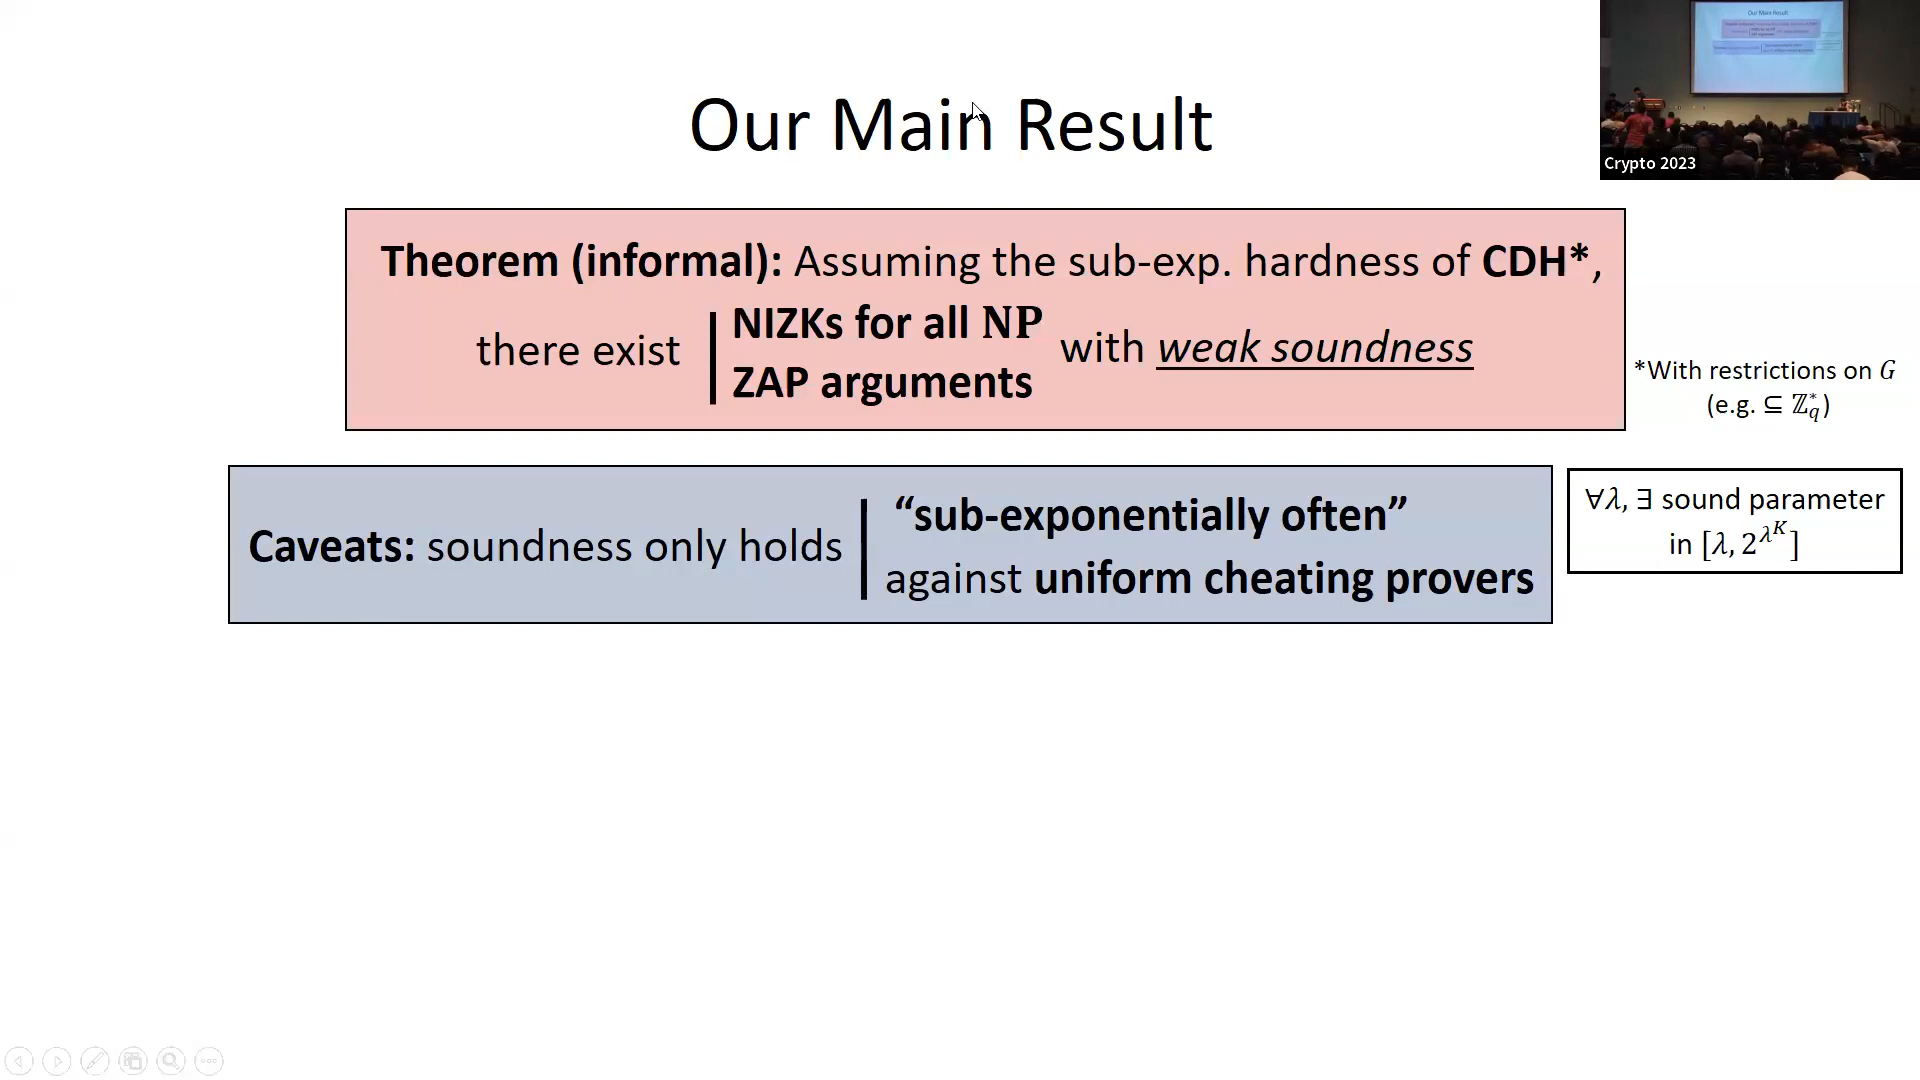 Our Main Result
Crypto 2023
Theorem (informal): Assuming the sub-exp. hardness of CDH*,
there exist | NIZKs for all NP
ZAP arguments
with weak soundness
*With restrictions on G
(e.g. ⊆ ℤ_q^*)
Caveats: soundness only holds | “sub-exponentially often”
against uniform cheating provers
∀λ, ∃ sound parameter
in [λ, 2^{λ^K}]